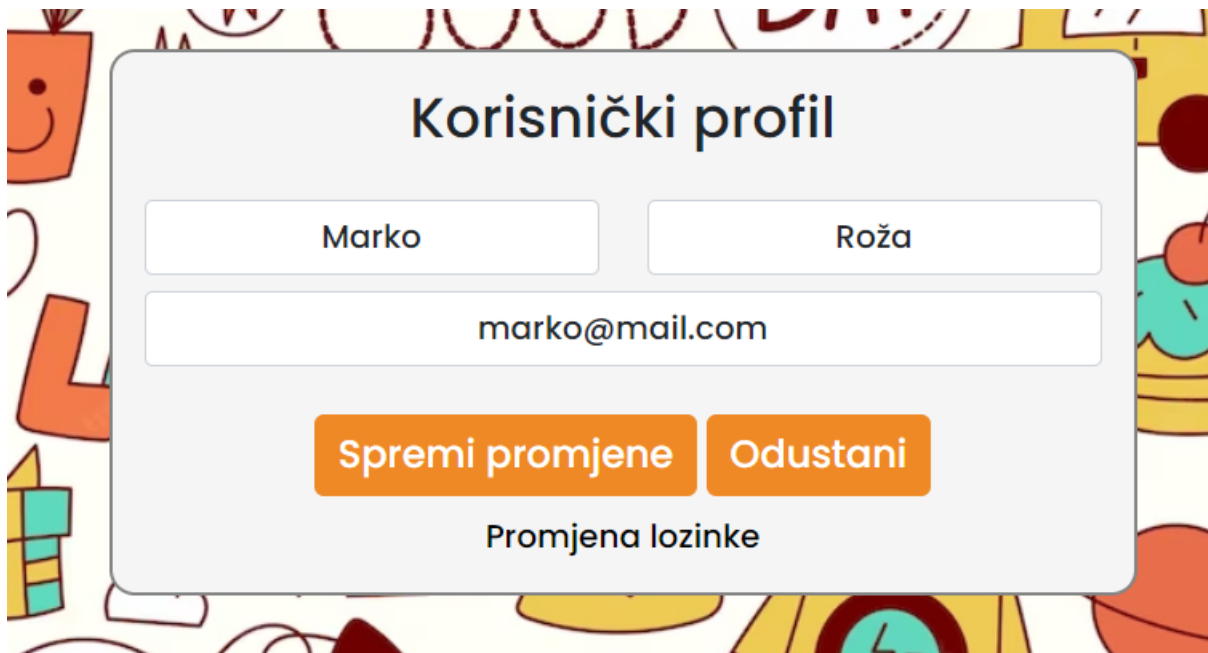 Korisnički profil
Marko Roža
marko@mail.com
Spremi promjene Odustani
Promjena lozinke